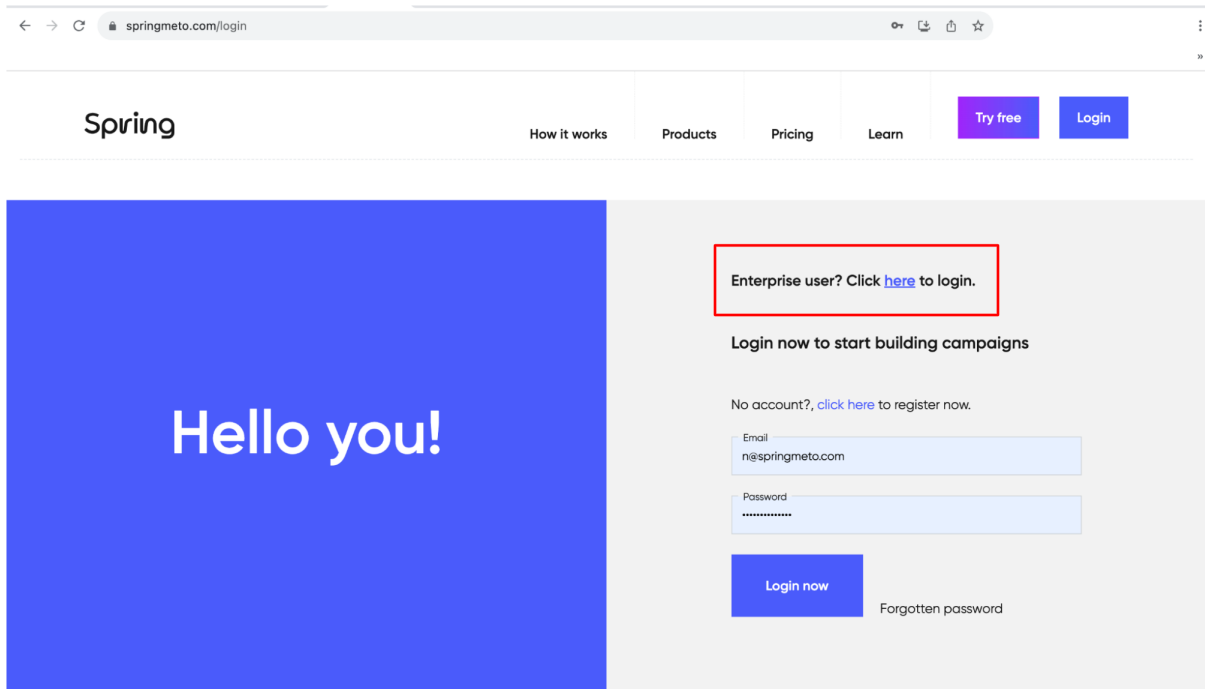 springmeto.com/login
»
Spring
How it works
Products
Pricing
Learn
Try free
Login
Hello you!
Enterprise user? Click here to login.
Login now to start building campaigns
No account?, click here to register now.
Email
n@springmeto.com
Password
••••••••••••••
Login now
Forgotten password